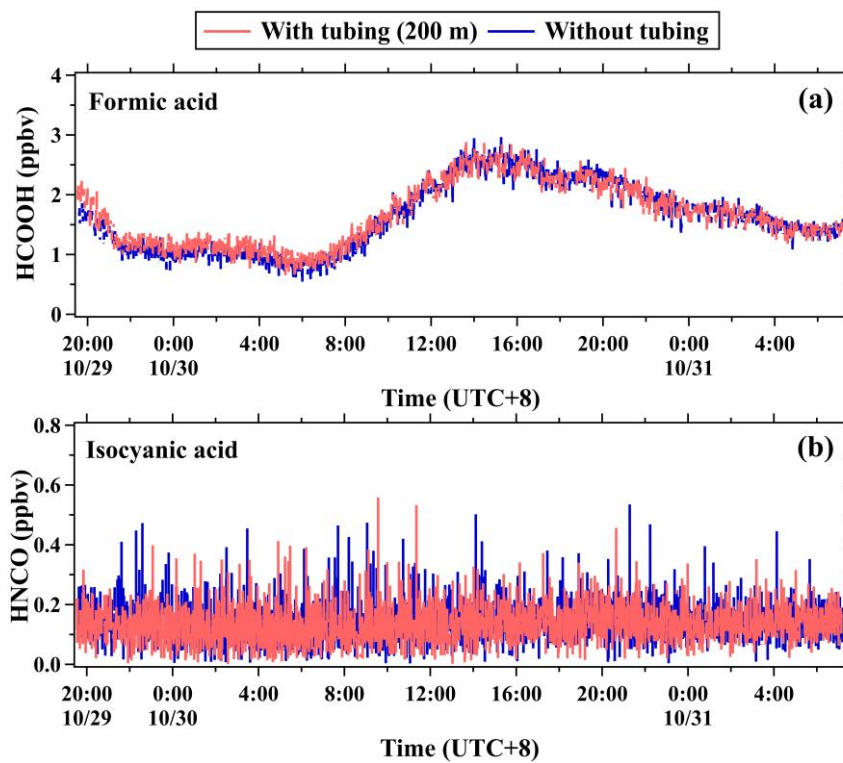 With tubing (200 m) Without tubing
Formic acid
(a)
HCOOH (ppbv)
4
3
2
1
0
20:00 0:00 4:00 8:00 12:00 16:00 20:00 0:00 4:00
10/29 10/30 10/31
Time (UTC+8)
Isocyanic acid
(b)
HNCO (ppbv)
0.8
0.6
0.4
0.2
0.0
20:00 0:00 4:00 8:00 12:00 16:00 20:00 0:00 4:00
10/29 10/30 10/31
Time (UTC+8)